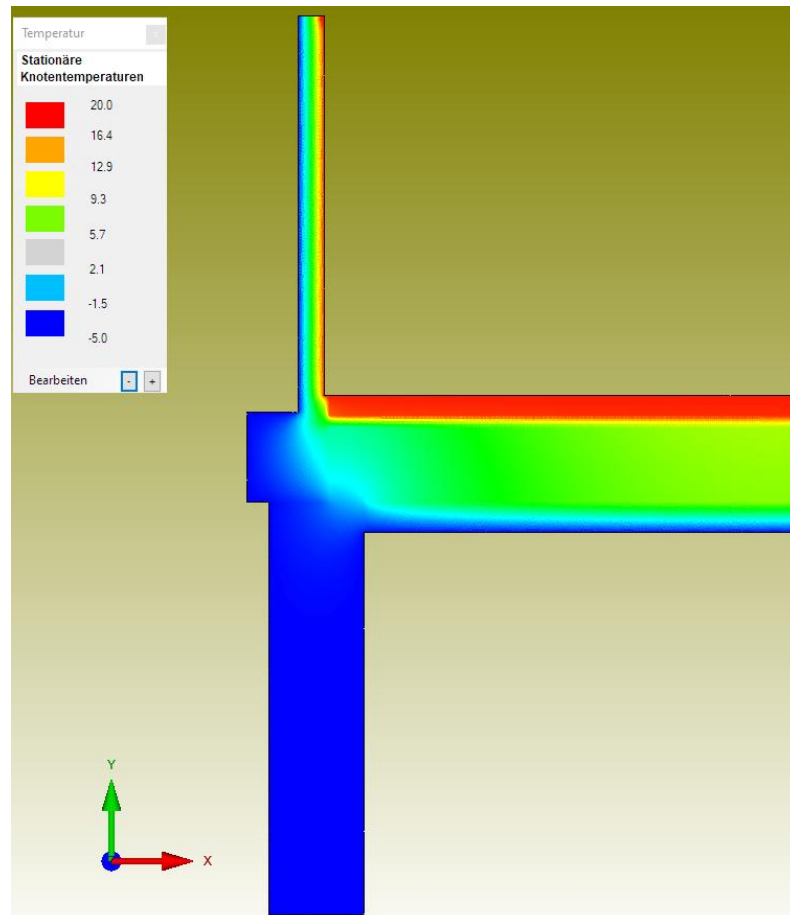 Temperatur
Stationäre
Knotentemperaturen
20.0
16.4
12.9
9.3
5.7
2.1
-1.5
-5.0
Bearbeiten - +
Y
X